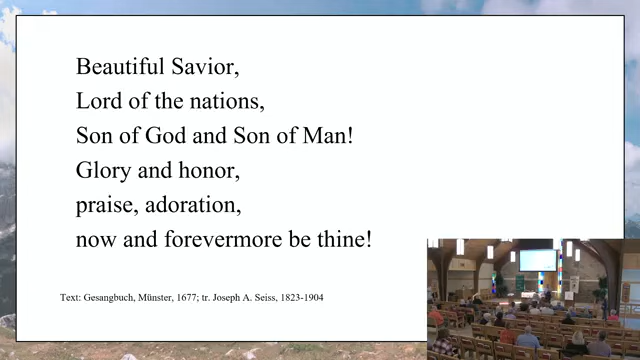 Beautiful Savior,
Lord of the nations,
Son of God and Son of Man!
Glory and honor,
praise, adoration,
now and forevermore be thine!
Text: Gesangbuch, Münster, 1677; tr. Joseph A. Seiss, 1823-1904